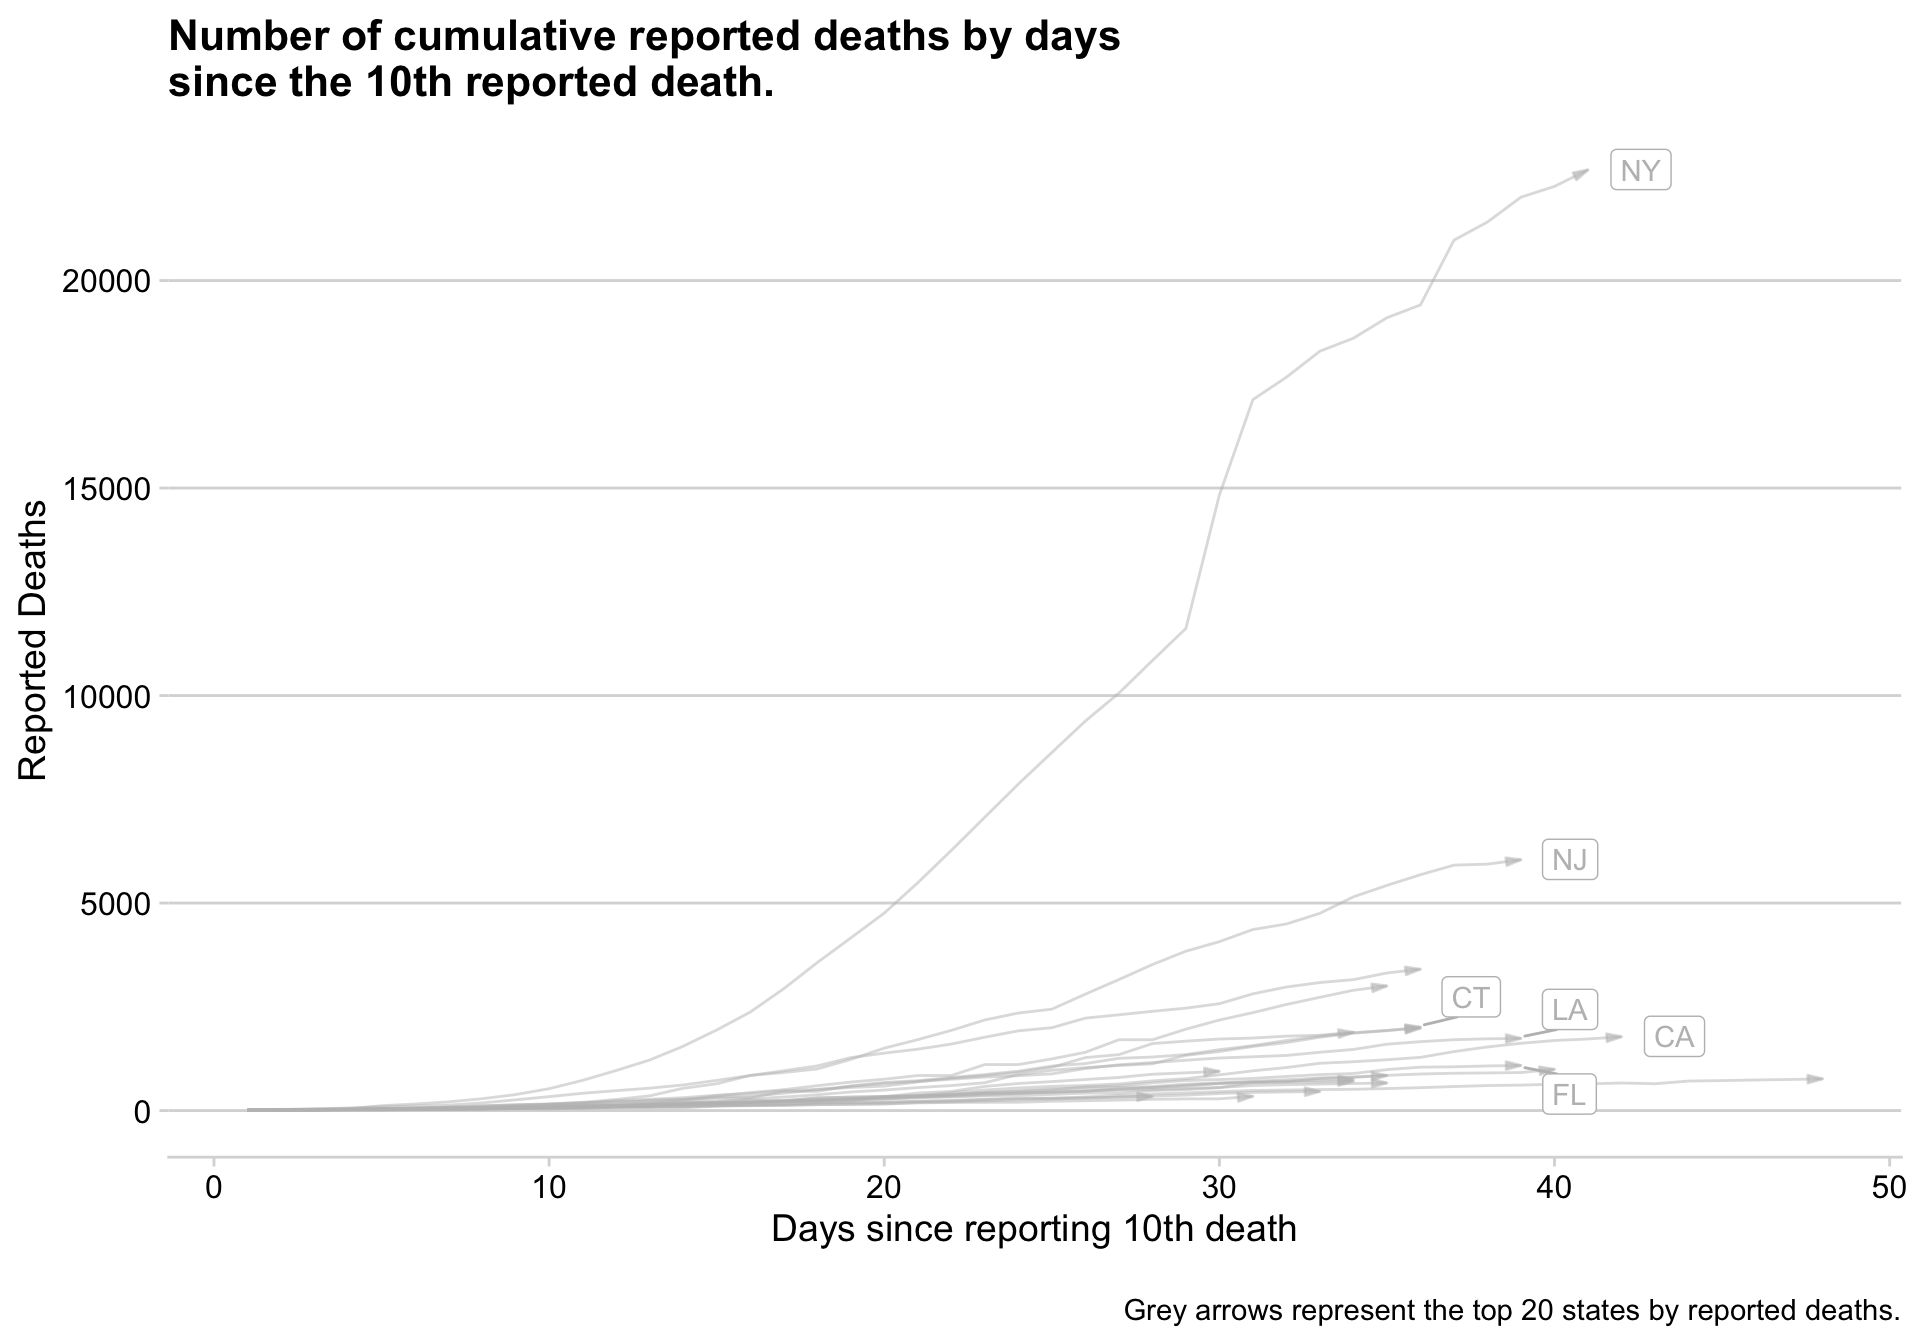 Number of cumulative reported deaths by days
since the 10th reported death.
NY
20000
15000
Reported Deaths
10000
NJ
5000
CT
LA
CA
FL
0
0 10 20 30 40 50
Days since reporting 10th death
Grey arrows represent the top 20 states by reported deaths.